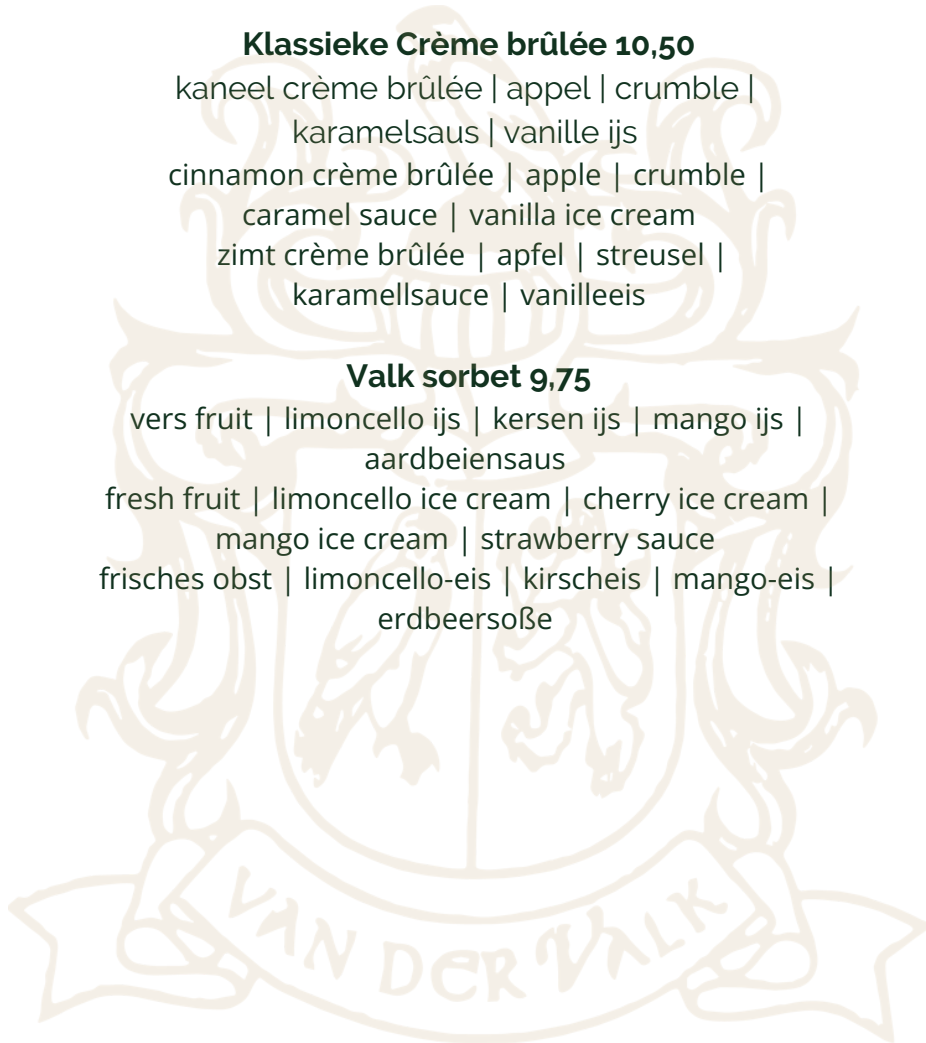 Klassieke Crème brûlée 10,50
kaneel crème brûlée | appel | crumble |
karamelsaus | vanille ijs
cinnamon crème brûlée | apple | crumble |
caramel sauce | vanilla ice cream
zimt crème brûlée | apfel | streusel |
karamellsauce | vanilleeis
Valk sorbet 9,75
vers fruit | limoncello ijs | kersen ijs | mango ijs |
aardbeiensaus
fresh fruit | limoncello ice cream | cherry ice cream |
mango ice cream | strawberry sauce
frisches obst | limoncello-eis | kirscheis | mango-eis |
erdbeersoße
VAN DER VALK